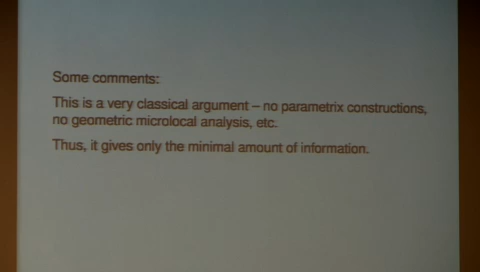 Some comments:
This is a very classical argument – no parametrix constructions,
no geometric microlocal analysis, etc.
Thus, it gives only the minimal amount of information.